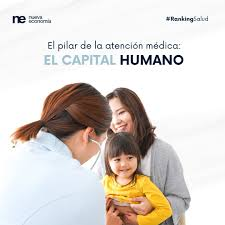 ne nueva
economía
#RankingSalud
El pilar de la atención médica:
EL CAPITAL HUMANO